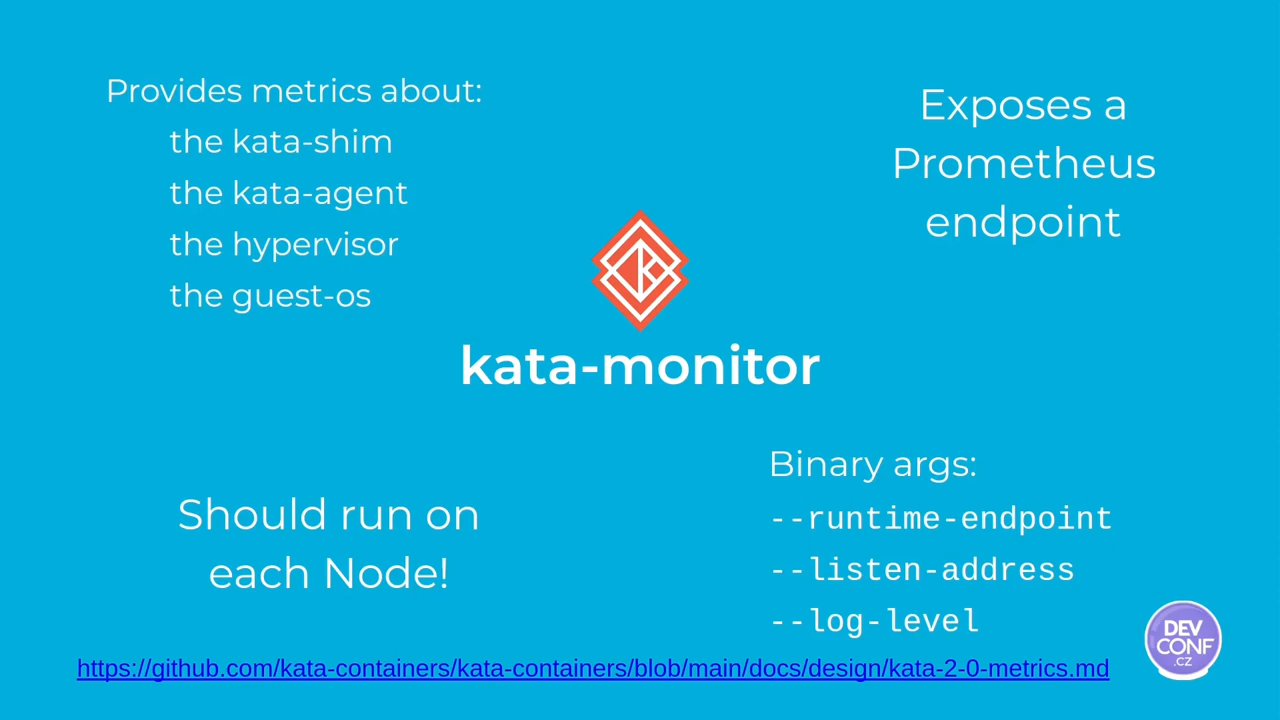 Provides metrics about:
the kata-shim
the kata-agent
the hypervisor
the guest-os
Exposes a
Prometheus
endpoint
kata-monitor
Should run on
each Node!
Binary args:
--runtime-endpoint
--listen-address
--log-level
https://github.com/kata-containers/kata-containers/blob/main/docs/design/kata-2-0-metrics.md
DEV
CONF
.CZ